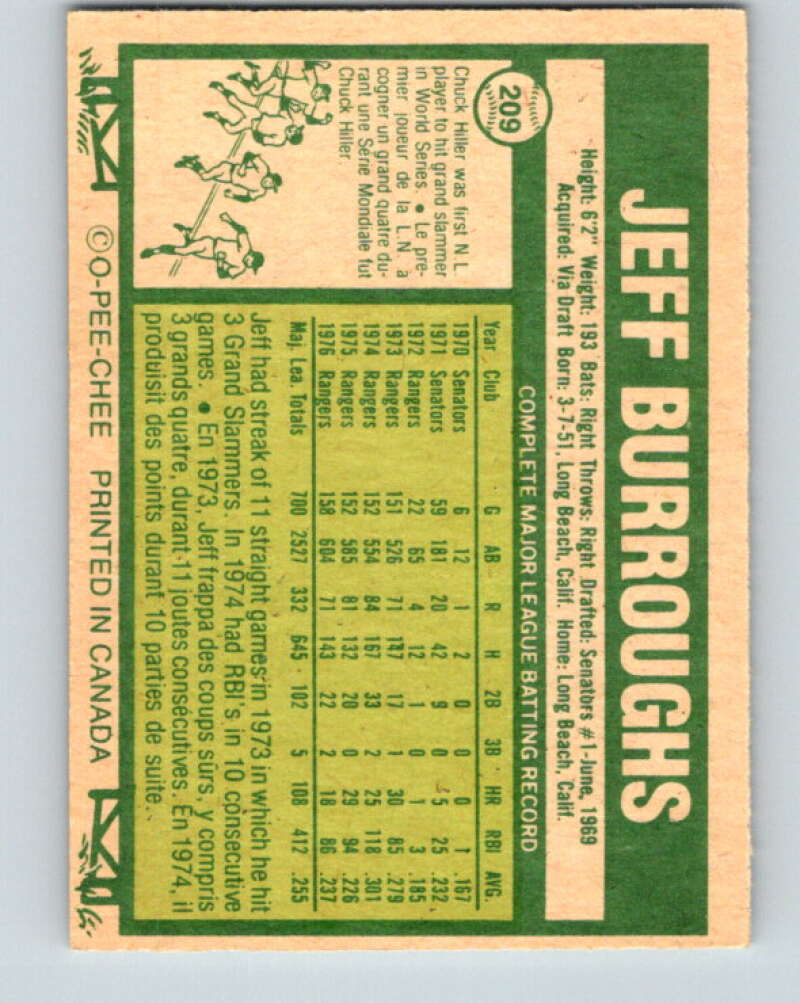 209
JEFF BURROUGHS
Height: 6'2" Weight: 193 Bats: Right Throws: Right Drafted: Senators #1-June, 1969
Acquired: Via Draft Born: 3-7-51, Long Beach, Calif. Home: Long Beach, Calif.
Chuck Hiller was first N.L.
player to hit grand slammer
in World Series. ● Le pre-
mier joueur de la L.N. à
cogner un grand quatre du-
rant une Série Mondiale fut
Chuck Hiller.
COMPLETE MAJOR LEAGUE BATTING RECORD
Year Club G AB R H 2B 3B HR RBI AVG.
1970 Senators 6 12 1 2 0 0 0 1 .167
1971 Senators 59 181 20 42 9 0 5 25 .232
1972 Rangers 22 65 4 12 1 0 1 3 .185
1973 Rangers 151 526 71 147 17 1 30 85 .279
1974 Rangers 152 554 84 167 33 2 25 118 .301
1975 Rangers 152 585 81 132 20 0 29 94 .226
1976 Rangers 158 604 71 143 22 2 18 86 .237
Maj. Lea. Totals 700 2527 332 645 102 5 108 412 .255
Jeff had streak of 11 straight games in 1973 in which he hit
3 Grand Slammers. In 1974 had RBI's in 10 consecutive
games. ● En 1973, Jeff frappa des coups sûrs, y compris
3 grands quatre, durant 11 joutes consécutives. En 1974, il
produisit des points durant 10 parties de suite.
©O-PEE-CHEE PRINTED IN CANADA